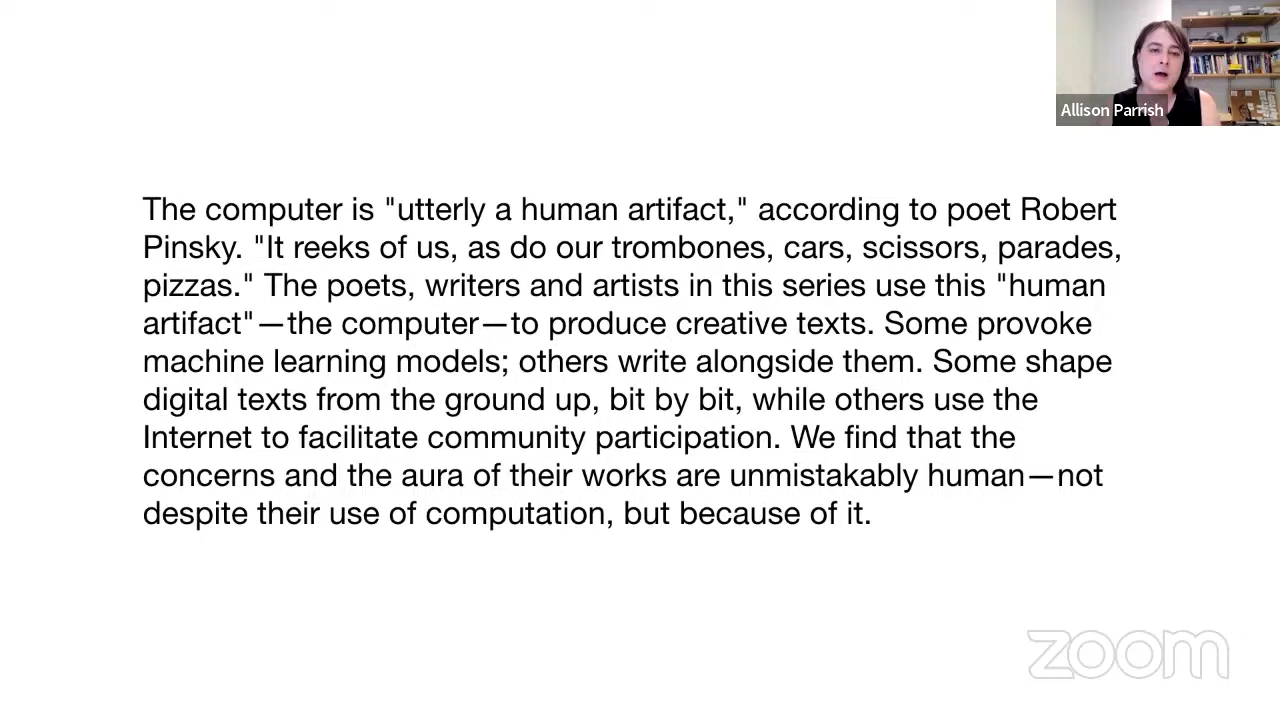 Allison Parrish
The computer is "utterly a human artifact," according to poet Robert
Pinsky. "It reeks of us, as do our trombones, cars, scissors, parades,
pizzas." The poets, writers and artists in this series use this "human
artifact"—the computer—to produce creative texts. Some provoke
machine learning models; others write alongside them. Some shape
digital texts from the ground up, bit by bit, while others use the
Internet to facilitate community participation. We find that the
concerns and the aura of their works are unmistakably human—not
despite their use of computation, but because of it.
zoom